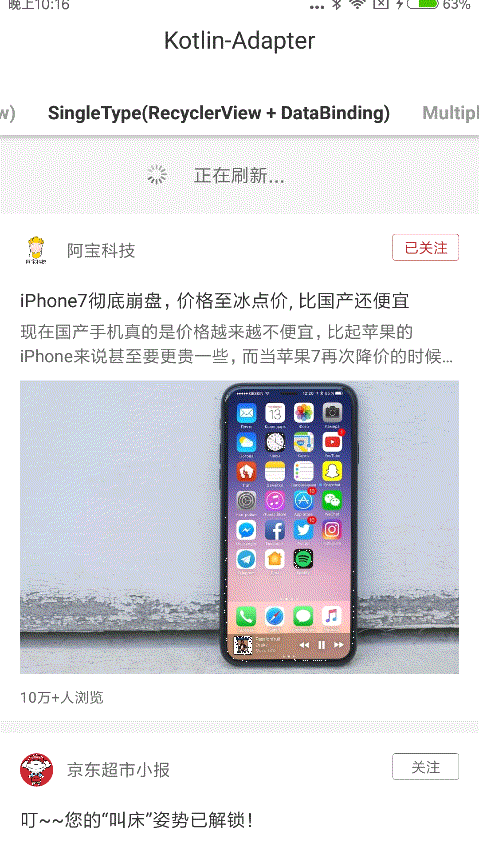 晚上10:16
63%
Kotlin-Adapter
w)
SingleType(RecyclerView + DataBinding)
Multipl
正在刷新...
阿宝科技
已关注
iPhone7彻底崩盘，价格至冰点价, 比国产还便宜
现在国产手机真的是价格越来越不便宜，比起苹果的
iPhone来说甚至要更贵一些，而当苹果7再次降价的时候...
10万+人浏览
京东超市小报
关注
叮~~您的“叫床”姿势已解锁！